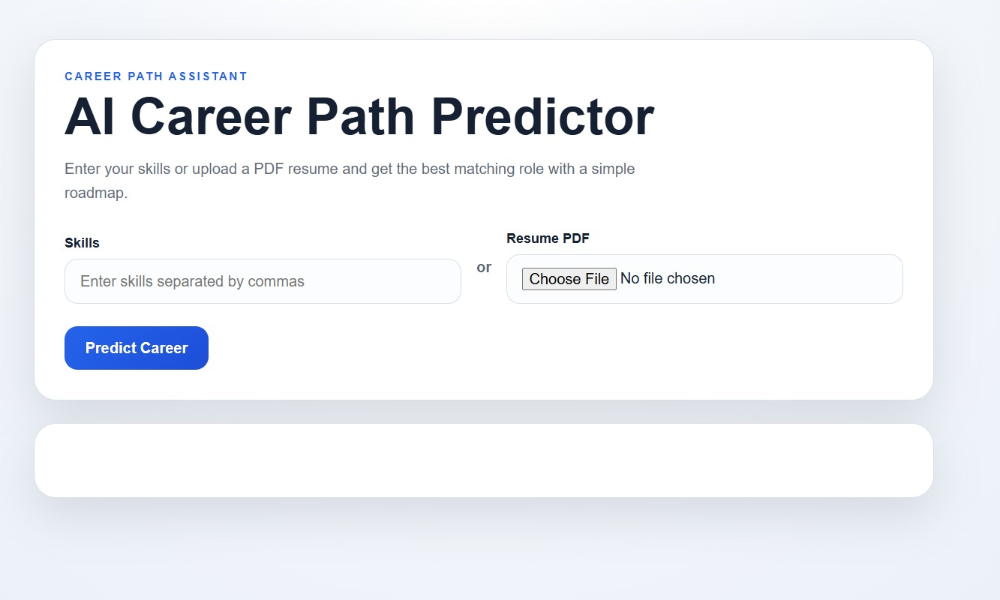 CAREER PATH ASSISTANT
AI Career Path Predictor
Enter your skills or upload a PDF resume and get the best matching role with a simple
roadmap.
Skills
Enter skills separated by commas
or
Resume PDF
Choose File No file chosen
Predict Career